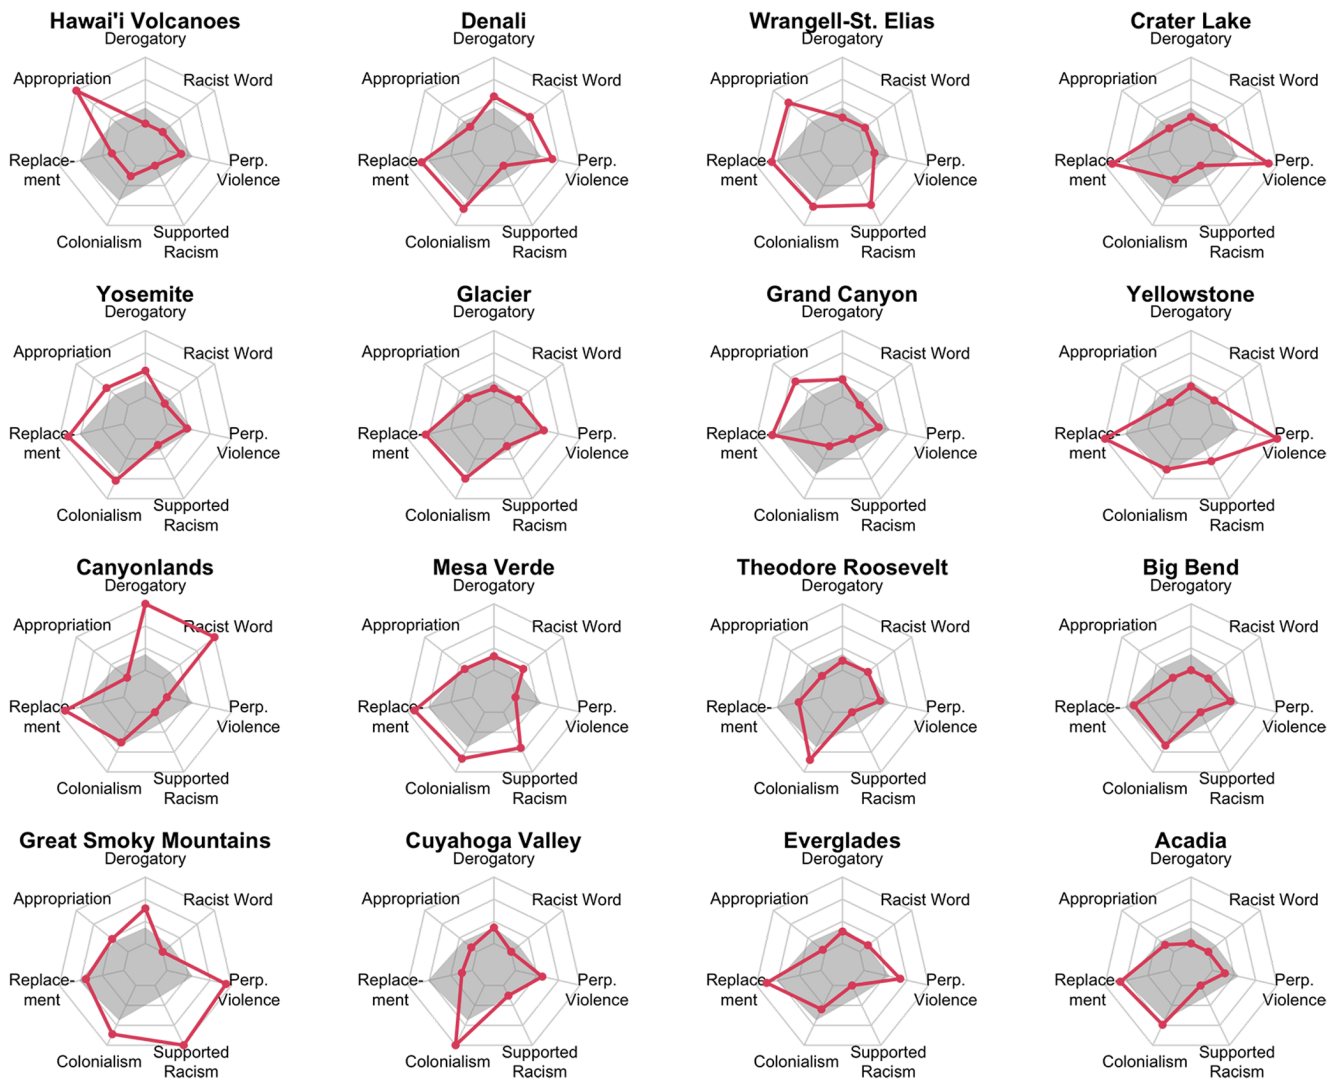 Hawai'i Volcanoes
Derogatory
Appropriation
Racist Word
Replace-
ment
Perp.
Violence
Colonialism
Supported
Racism
Denali
Derogatory
Appropriation
Racist Word
Replace-
ment
Perp.
Violence
Colonialism
Supported
Racism
Wrangell-St. Elias
Derogatory
Appropriation
Racist Word
Replace-
ment
Perp.
Violence
Colonialism
Supported
Racism
Crater Lake
Derogatory
Appropriation
Racist Word
Replace-
ment
Perp.
Violence
Colonialism
Supported
Racism
Yosemite
Derogatory
Appropriation
Racist Word
Replace-
ment
Perp.
Violence
Colonialism
Supported
Racism
Glacier
Derogatory
Appropriation
Racist Word
Replace-
ment
Perp.
Violence
Colonialism
Supported
Racism
Grand Canyon
Derogatory
Appropriation
Racist Word
Replace-
ment
Perp.
Violence
Colonialism
Supported
Racism
Yellowstone
Derogatory
Appropriation
Racist Word
Replace-
ment
Perp.
Violence
Colonialism
Supported
Racism
Canyonlands
Derogatory
Appropriation
Racist Word
Replace-
ment
Perp.
Violence
Colonialism
Supported
Racism
Mesa Verde
Derogatory
Appropriation
Racist Word
Replace-
ment
Perp.
Violence
Colonialism
Supported
Racism
Theodore Roosevelt
Derogatory
Appropriation
Racist Word
Replace-
ment
Perp.
Violence
Colonialism
Supported
Racism
Big Bend
Derogatory
Appropriation
Racist Word
Replace-
ment
Perp.
Violence
Colonialism
Supported
Racism
Great Smoky Mountains
Derogatory
Appropriation
Racist Word
Replace-
ment
Perp.
Violence
Colonialism
Supported
Racism
Cuyahoga Valley
Derogatory
Appropriation
Racist Word
Replace-
ment
Perp.
Violence
Colonialism
Supported
Racism
Everglades
Derogatory
Appropriation
Racist Word
Replace-
ment
Perp.
Violence
Colonialism
Supported
Racism
Acadia
Derogatory
Appropriation
Racist Word
Replace-
ment
Perp.
Violence
Colonialism
Supported
Racism